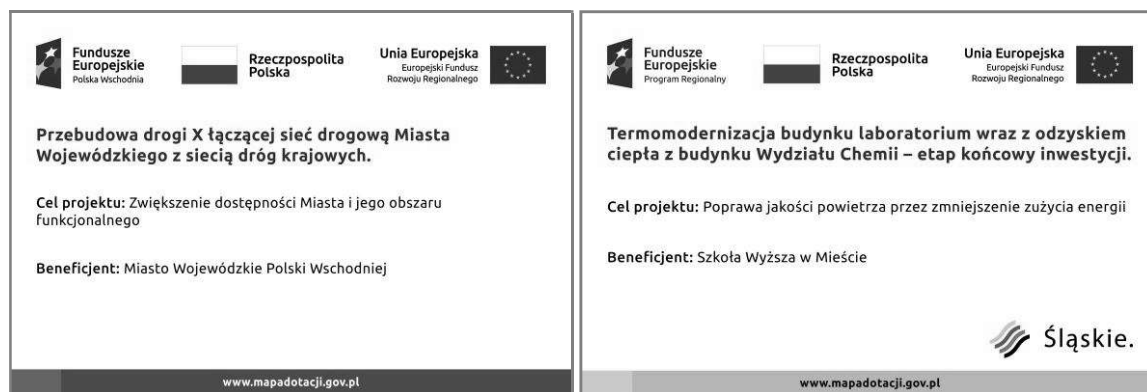 Fundusze
Europejskie
Polska Wschodnia
Rzeczpospolita
Polska
Unia Europejska
Europejski Fundusz
Rozwoju Regionalnego
Przebudowa drogi X łączącej sieć drogową Miasta
Wojewódzkiego z siecią dróg krajowych.
Cel projektu: Zwiększenie dostępności Miasta i jego obszaru
funkcjonalnego
Beneficjent: Miasto Wojewódzkie Polski Wschodniej
www.mapadotacji.gov.pl
Fundusze
Europejskie
Program Regionalny
Rzeczpospolita
Polska
Unia Europejska
Europejski Fundusz
Rozwoju Regionalnego
Termomodernizacja budynku laboratorium wraz z odzyskiem
ciepła z budynku Wydziału Chemii – etap końcowy inwestycji.
Cel projektu: Poprawa jakości powietrza przez zmniejszenie zużycia energii
Beneficjent: Szkoła Wyższa w Mieście
Śląskie.
www.mapadotacji.gov.pl